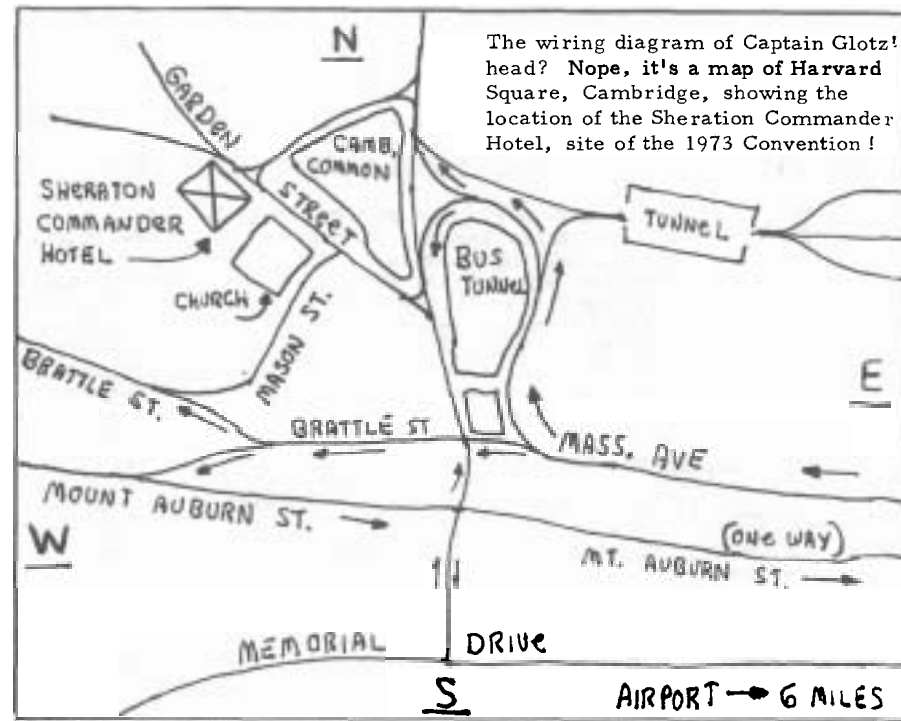 N
The wiring diagram of Captain Glotz'
head? Nope, it's a map of Harvard
Square, Cambridge, showing the
location of the Sheration Commander
Hotel, site of the 1973 Convention !
GARDEN
STREET
CAMB.
COMMON
SHERATON
COMMANDER
HOTEL
CHURCH
MASON ST.
BUS
TUNNEL
TUNNEL
E
BRATTLE ST.
BRATTLE ST
MASS. AVE
MOUNT AUBURN ST.
W
(ONE WAY)
MT. AUBURN ST.
MEMORIAL DRIVE
S
AIRPORT → 6 MILES